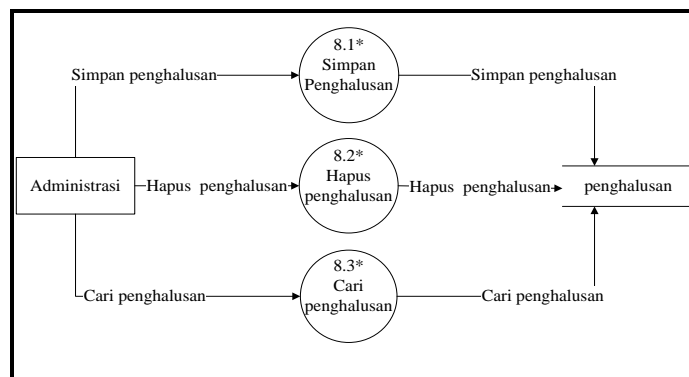 8.1*
Simpan
Penghalusan
Simpan penghalusan
Simpan penghalusan
8.2*
Hapus
penghalusan
Administrasi
Hapus  penghalusan
Hapus  penghalusan
penghalusan
8.3*
Cari
penghalusan
Cari penghalusan
Cari penghalusan